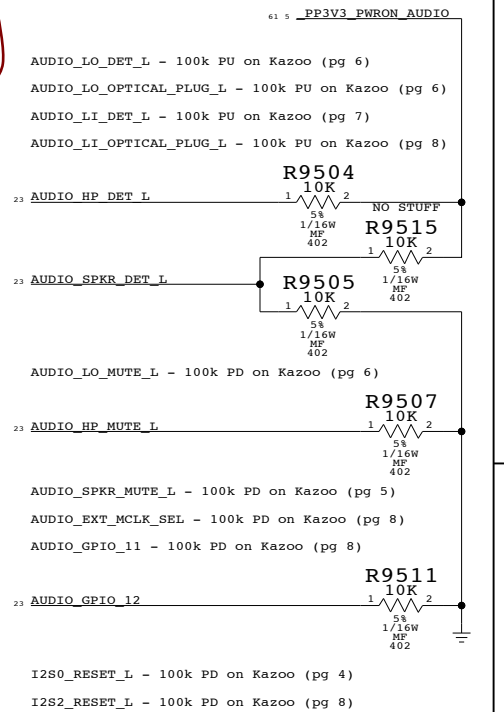 61 5 _PP3V3_PWRON_AUDIO
AUDIO_LO_DET_L – 100k PU on Kazoo (pg 6)
AUDIO_LO_OPTICAL_PLUG_L – 100k PU on Kazoo (pg 6)
AUDIO_LI_DET_L – 100k PU on Kazoo (pg 7)
AUDIO_LI_OPTICAL_PLUG_L – 100k PU on Kazoo (pg 8)
R9504
10K
23 AUDIO_HP_DET_L 1 2
5%
1/16W
MF
402
NO STUFF
R9515
10K
1 2
5%
1/16W
MF
402
23 AUDIO_SPKR_DET_L
R9505
10K
1 2
5%
1/16W
MF
402
AUDIO_LO_MUTE_L – 100k PD on Kazoo (pg 6)
R9507
10K
23 AUDIO_HP_MUTE_L 1 2
5%
1/16W
MF
402
AUDIO_SPKR_MUTE_L – 100k PD on Kazoo (pg 5)
AUDIO_EXT_MCLK_SEL – 100k PD on Kazoo (pg 8)
AUDIO_GPIO_11 – 100k PD on Kazoo (pg 8)
R9511
10K
23 AUDIO_GPIO_12 1 2
5%
1/16W
MF
402
I2S0_RESET_L – 100k PD on Kazoo (pg 4)
I2S2_RESET_L – 100k PD on Kazoo (pg 8)